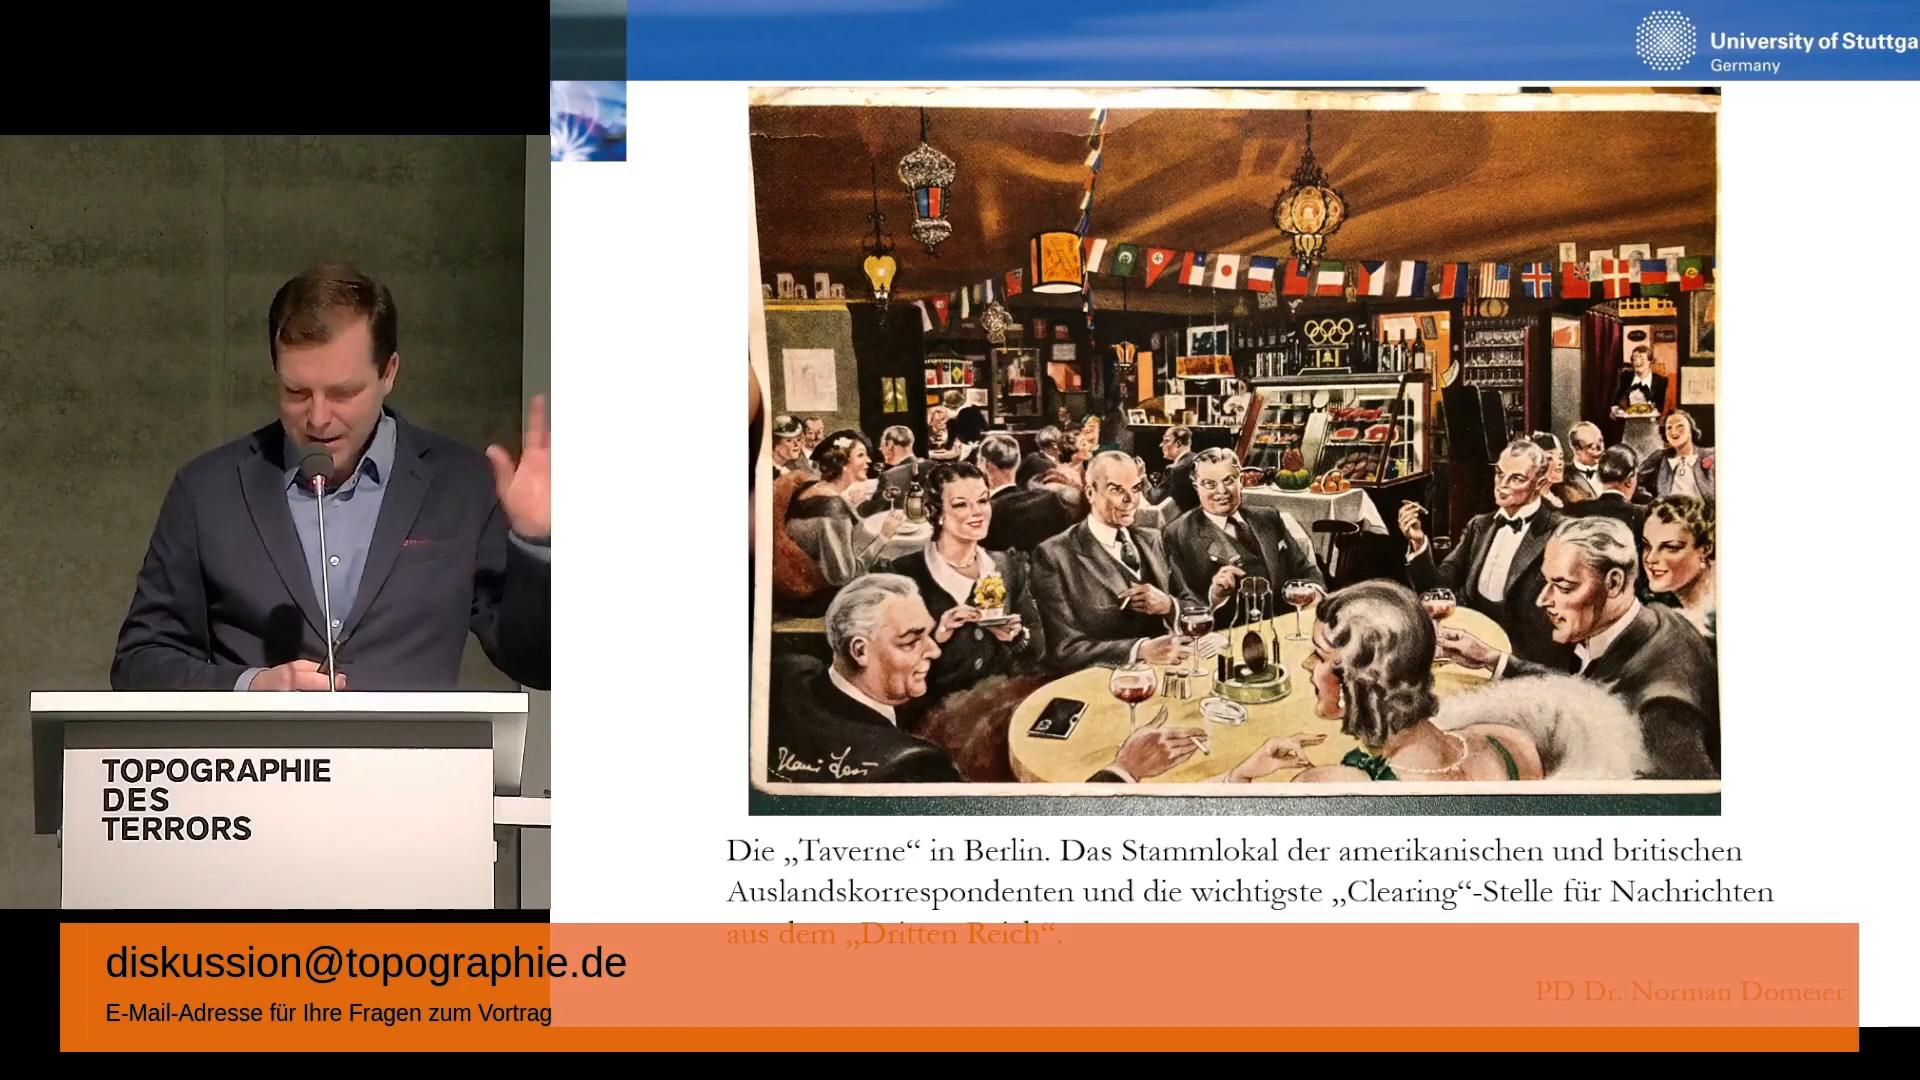 University of Stuttga
Germany
TOPOGRAPHIE
DES
TERRORS
Die „Taverne“ in Berlin. Das Stammlokal der amerikanischen und britischen
Auslandskorrespondenten und die wichtigste „Clearing“-Stelle für Nachrichten
aus dem „Dritten Reich“.
PD Dr. Norman Domeier
diskussion@topographie.de
E-Mail-Adresse für Ihre Fragen zum Vortrag